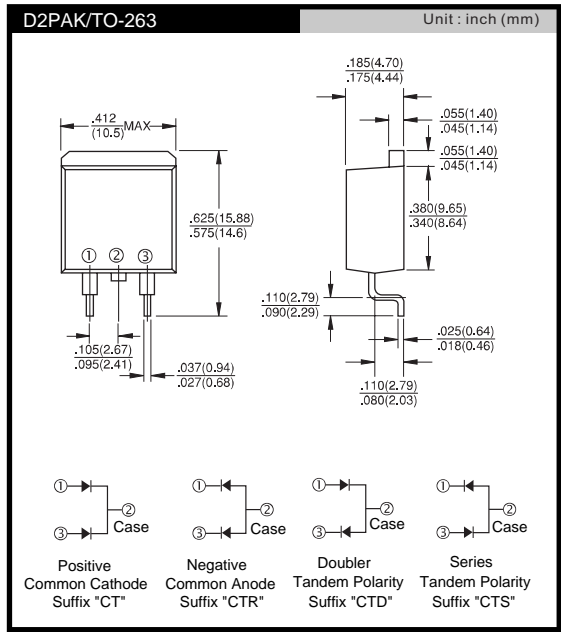 D2PAK/TO-263
Unit : inch (mm)
.185(4.70)
.175(4.44)
.412
(10.5)
MAX
.055(1.40)
.045(1.14)
.055(1.40)
.045(1.14)
.625(15.88)
.575(14.6)
.380(9.65)
.340(8.64)
① ② ③
.110(2.79)
.090(2.29)
.025(0.64)
.018(0.46)
.105(2.67)
.095(2.41)
.037(0.94)
.027(0.68)
.110(2.79)
.080(2.03)
① ② ③ Case
Positive
Common Cathode
Suffix "CT"
① ② ③ Case
Negative
Common Anode
Suffix "CTR"
① ② ③ Case
Doubler
Tandem Polarity
Suffix "CTD"
① ② ③ Case
Series
Tandem Polarity
Suffix "CTS"